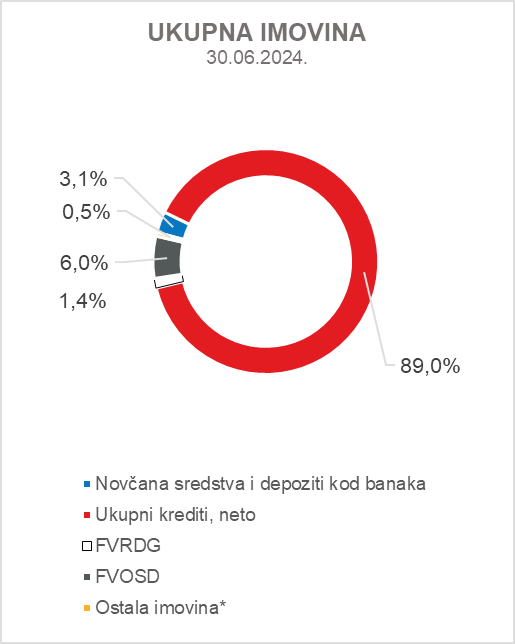 UKUPNA IMOVINA
30.06.2024.
3,1%
0,5%
6,0%
1,4%
89,0%
Novčana sredstva i depoziti kod banaka
Ukupni krediti, neto
FVRDG
FVOSD
Ostala imovina*